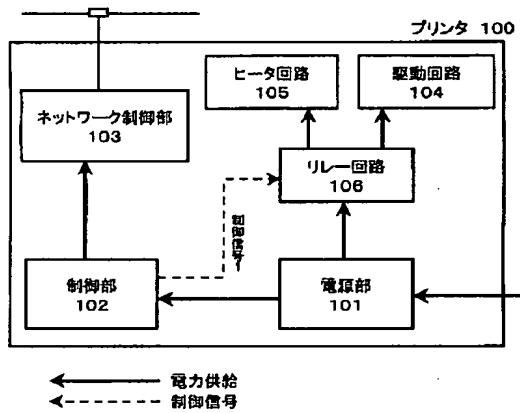 プリンタ 100
ヒータ回路
105
駆動回路
104
ネットワーク制御部
103
リレー回路
106
制御信号
制御部
102
電源部
101
電力供給
制御信号